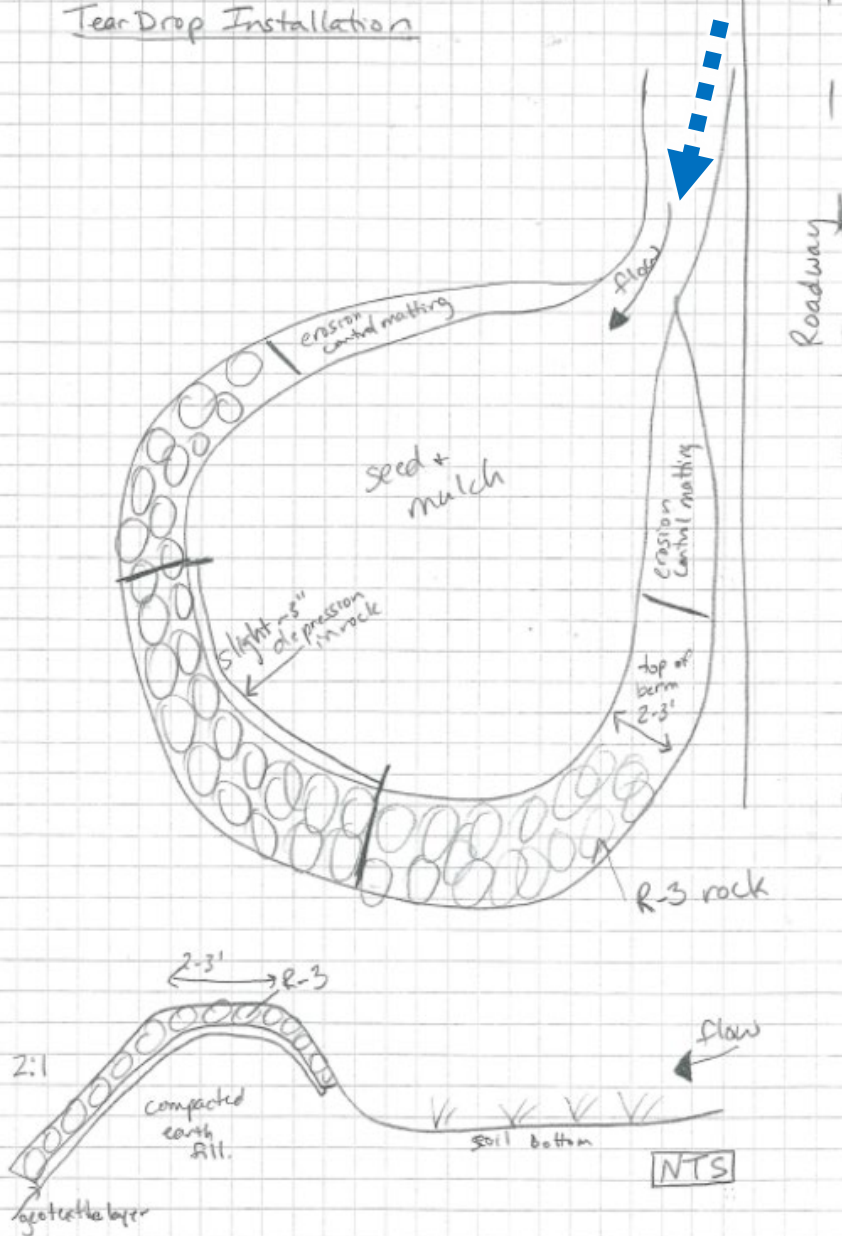 Tear Drop Installation
Roadway
flow
erosion
control matting
seed +
mulch
erosion
control matting
slight ~3"
depression
in rock
top of
berm
2-3'
R-3 rock
2-3'
R-3
flow
2:1
compacted
earth
fill.
soil bottom
NTS
geotextile layer